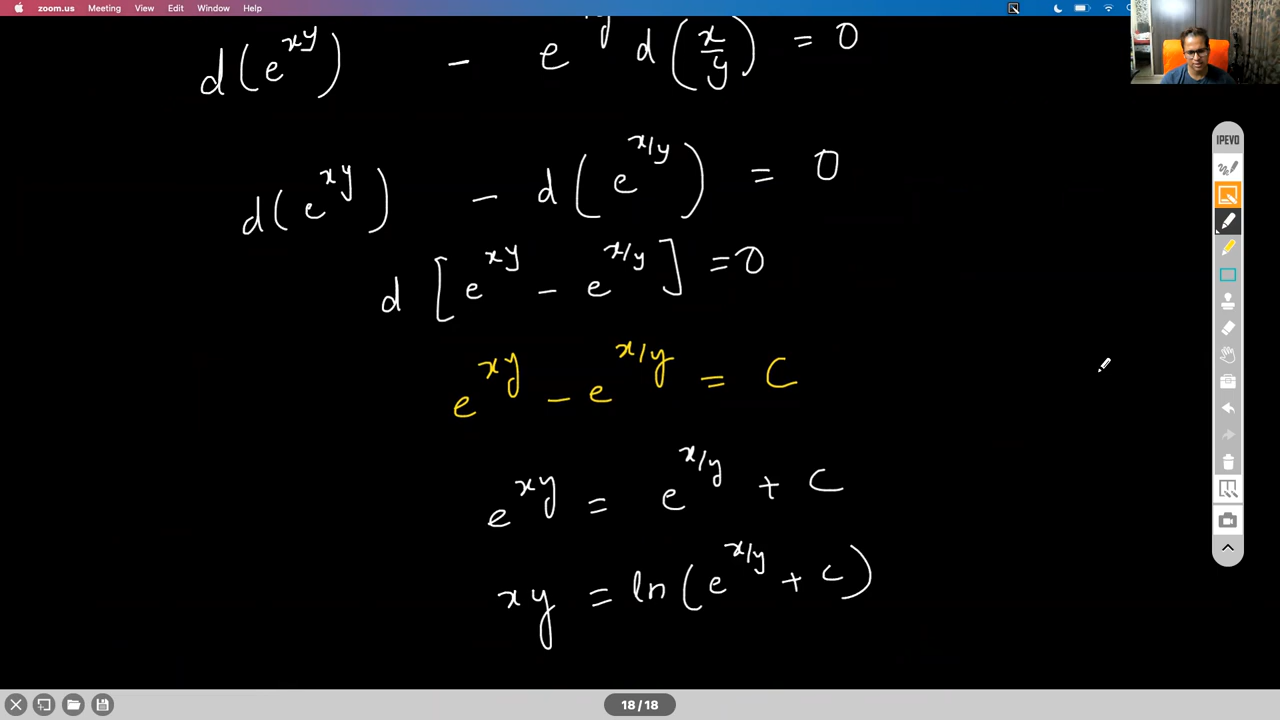 zoom.us Meeting View Edit Window Help
d(e^{xy}) - e^{x/y} d(x/y) = 0
IPEVO
d(e^{xy}) - d(e^{x/y}) = 0
d[e^{xy} - e^{x/y}] = 0
e^{xy} - e^{x/y} = C
e^{xy} = e^{x/y} + C
xy = ln(e^{x/y} + C)
18 / 18